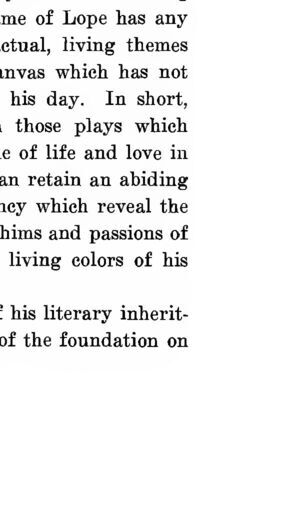 me of Lope has any
ctual, living themes
nvas which has not
his day. In short,
those plays which
e of life and love in
an retain an abiding
ncy which reveal the
hims and passions of
living colors of his
his literary inherit-
of the foundation on